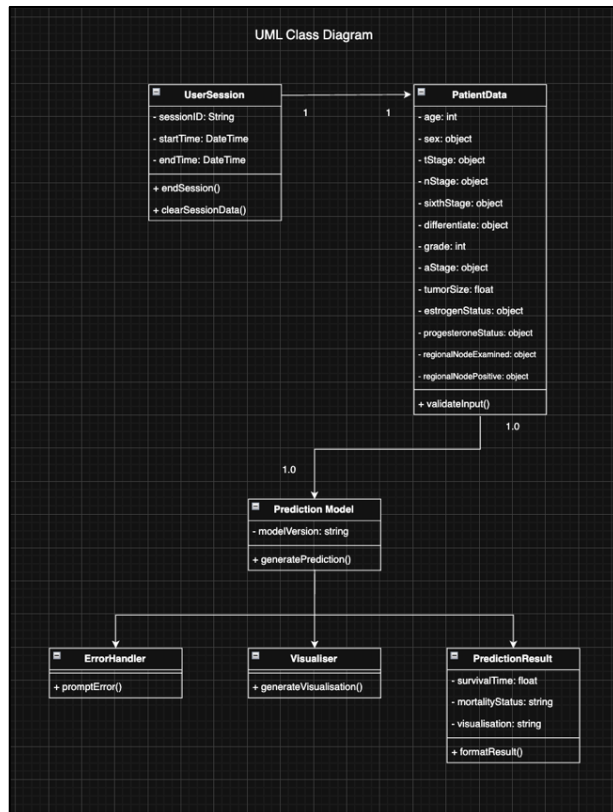 UML Class Diagram
UserSession
- sessionID: String
- startTime: DateTime
- endTime: DateTime
+ endSession()
+ clearSessionData()
1
1
PatientData
- age: int
- sex: object
- tStage: object
- nStage: object
- sixthStage: object
- differentiate: object
- grade: int
- aStage: object
- tumorSize: float
- estrogenStatus: object
- progesteroneStatus: object
- regionalNodeExamined: object
- regionalNodePositive: object
+ validateInput()
1.0
1.0
Prediction Model
- modelVersion: string
+ generatePrediction()
ErrorHandler
+ promptError()
Visualiser
+ generateVisualisation()
PredictionResult
- survivalTime: float
- mortalityStatus: string
- visualisation: string
+ formatResult()